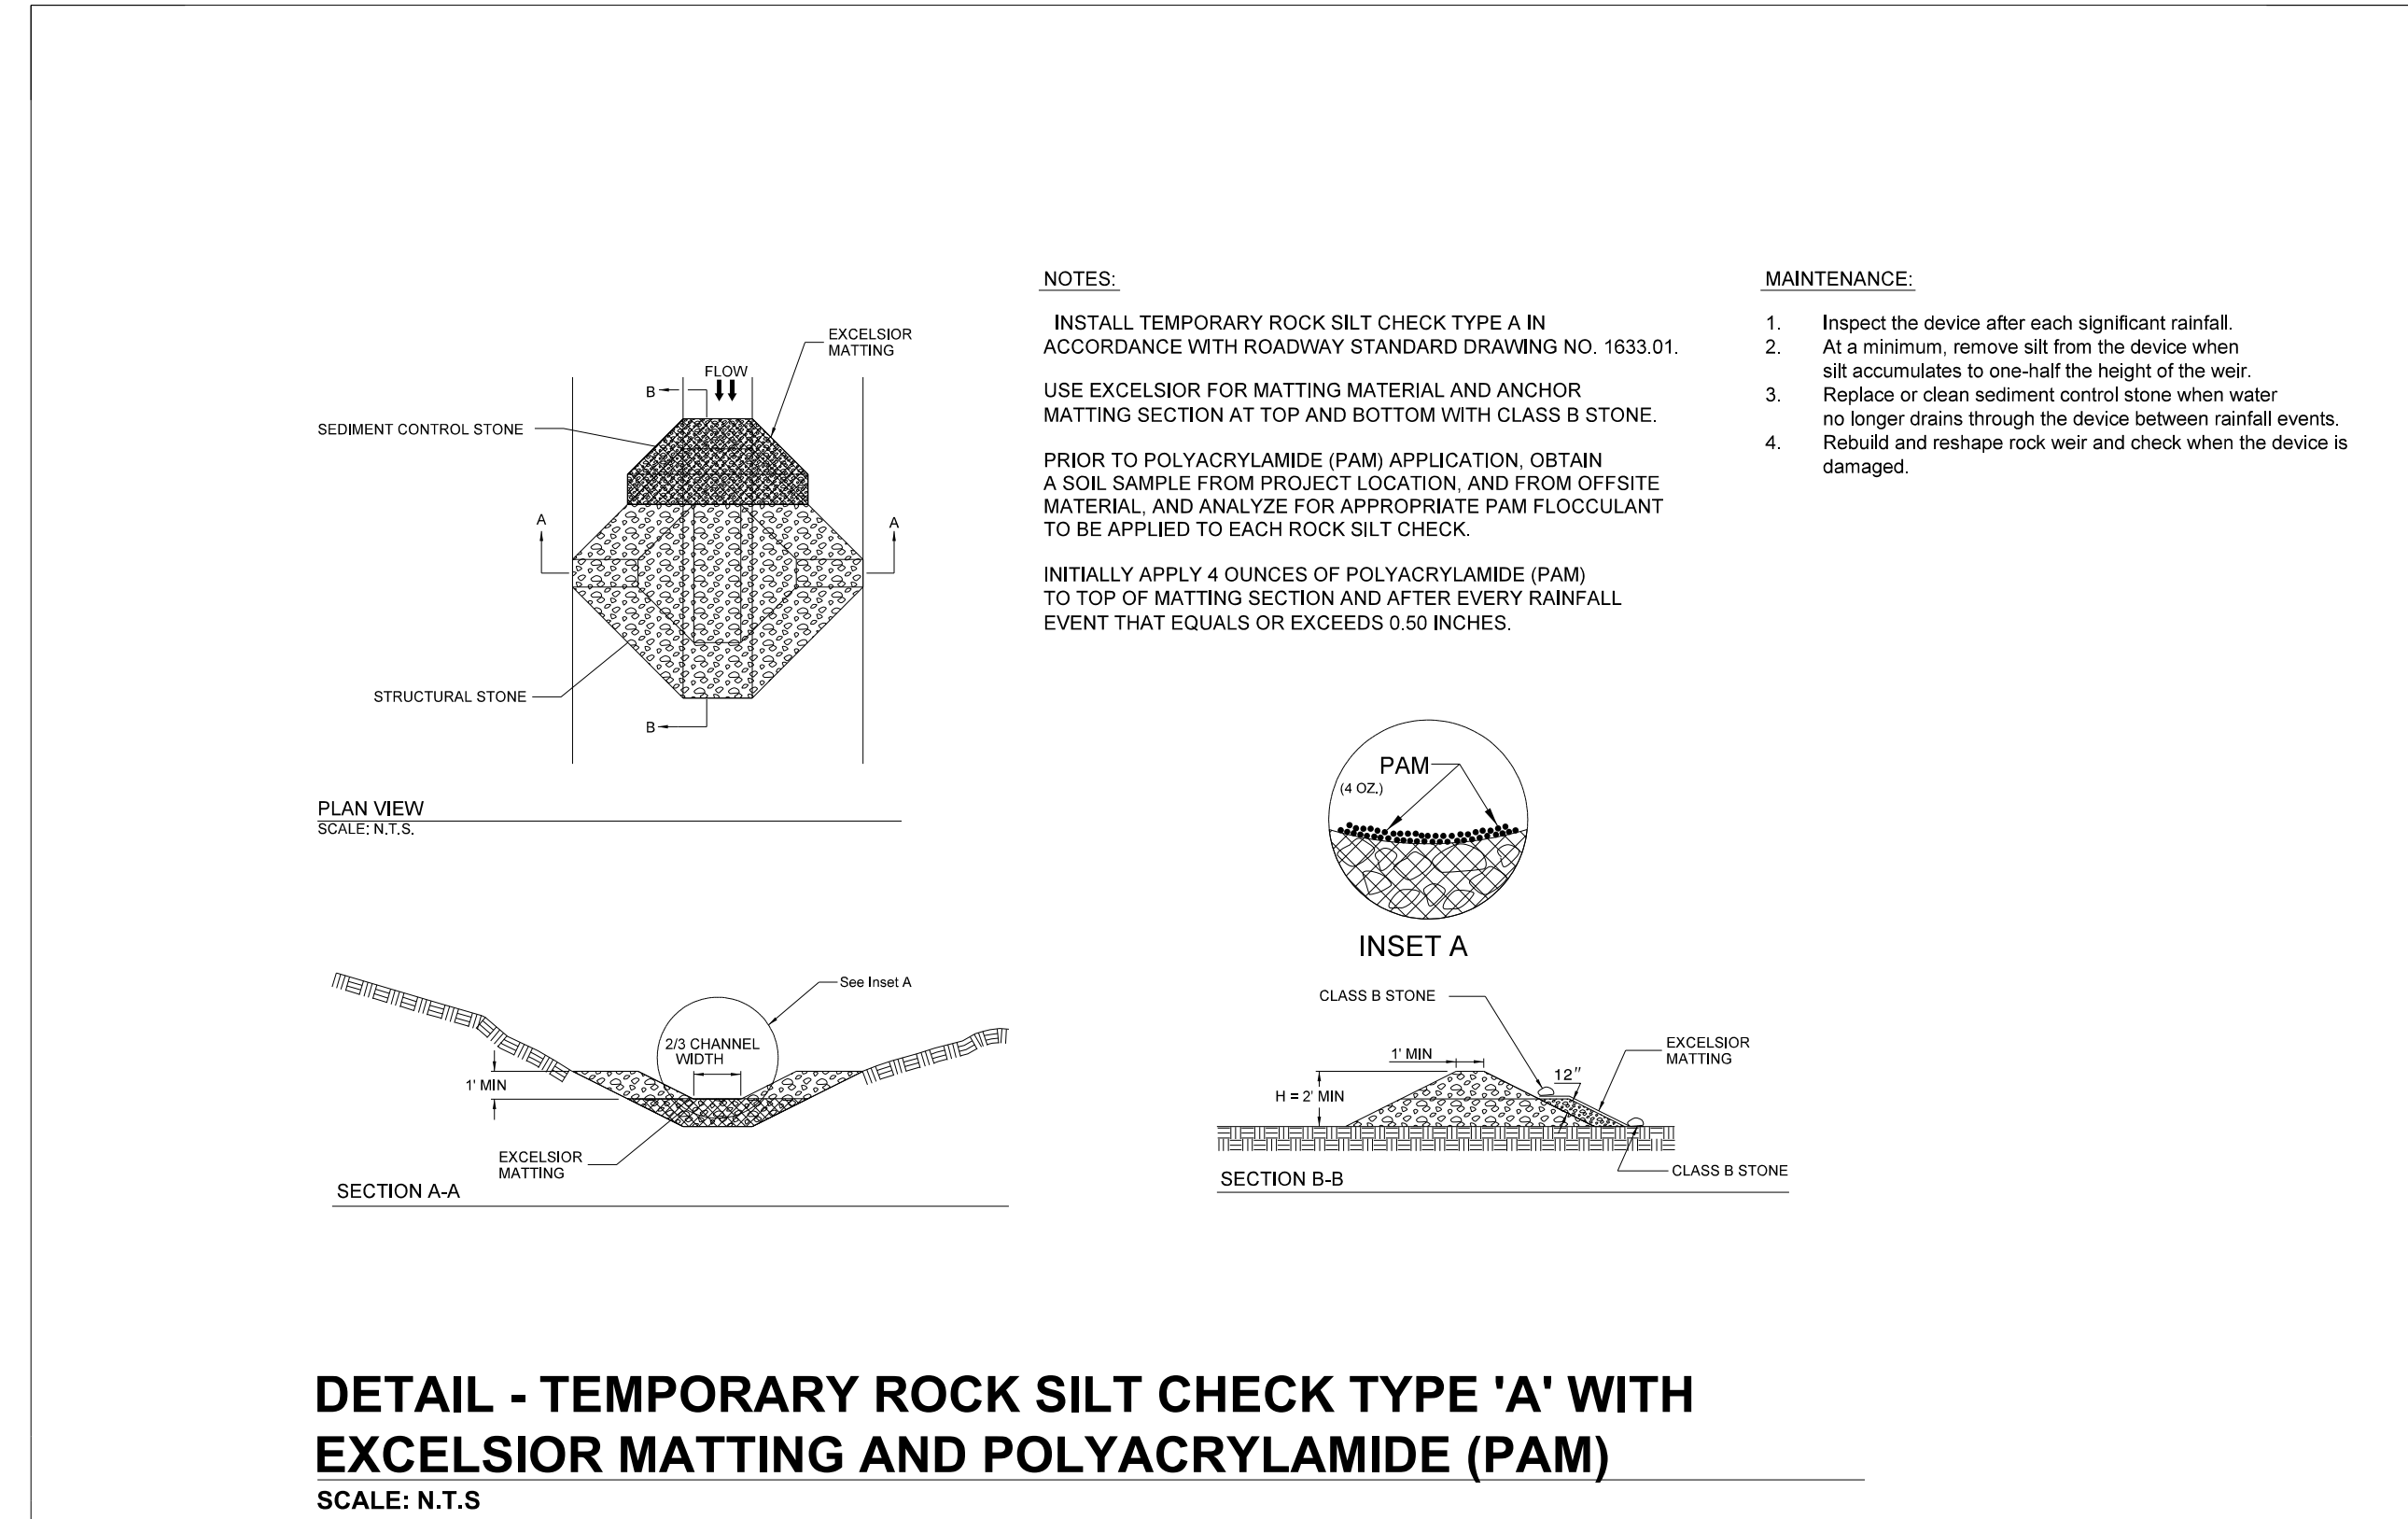 EXCELSIOR
MATTING
FLOW
B
SEDIMENT CONTROL STONE
A
A
STRUCTURAL STONE
B
PLAN VIEW
SCALE: N.T.S.
NOTES:
INSTALL TEMPORARY ROCK SILT CHECK TYPE A IN
ACCORDANCE WITH ROADWAY STANDARD DRAWING NO. 1633.01.
USE EXCELSIOR FOR MATTING MATERIAL AND ANCHOR
MATTING SECTION AT TOP AND BOTTOM WITH CLASS B STONE.
PRIOR TO POLYACRYLAMIDE (PAM) APPLICATION, OBTAIN
A SOIL SAMPLE FROM PROJECT LOCATION, AND FROM OFFSITE
MATERIAL, AND ANALYZE FOR APPROPRIATE PAM FLOCCULANT
TO BE APPLIED TO EACH ROCK SILT CHECK.
INITIALLY APPLY 4 OUNCES OF POLYACRYLAMIDE (PAM)
TO TOP OF MATTING SECTION AND AFTER EVERY RAINFALL
EVENT THAT EQUALS OR EXCEEDS 0.50 INCHES.
MAINTENANCE:
1. Inspect the device after each significant rainfall.
2. At a minimum, remove silt from the device when
silt accumulates to one-half the height of the weir.
3. Replace or clean sediment control stone when water
no longer drains through the device between rainfall events.
4. Rebuild and reshape rock weir and check when the device is
damaged.
PAM
(4 OZ.)
INSET A
See Inset A
2/3 CHANNEL
WIDTH
1' MIN
EXCELSIOR
MATTING
SECTION A-A
CLASS B STONE
EXCELSIOR
MATTING
1' MIN
12"
H = 2' MIN
CLASS B STONE
SECTION B-B
DETAIL - TEMPORARY ROCK SILT CHECK TYPE 'A' WITH
EXCELSIOR MATTING AND POLYACRYLAMIDE (PAM)
SCALE: N.T.S